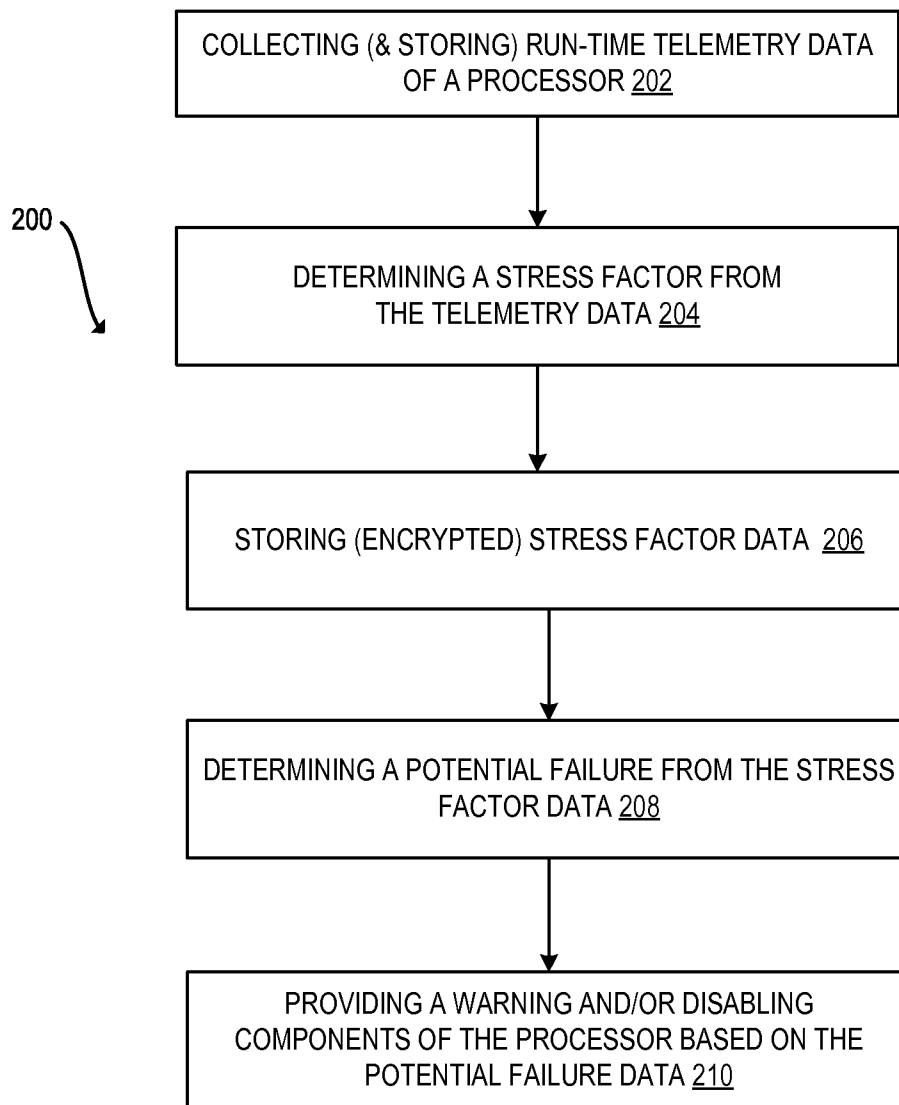 COLLECTING (& STORING) RUN-TIME TELEMETRY DATA
OF A PROCESSOR 202
200
DETERMINING A STRESS FACTOR FROM
THE TELEMETRY DATA 204
STORING (ENCRYPTED) STRESS FACTOR DATA 206
DETERMINING A POTENTIAL FAILURE FROM THE STRESS
FACTOR DATA 208
PROVIDING A WARNING AND/OR DISABLING
COMPONENTS OF THE PROCESSOR BASED ON THE
POTENTIAL FAILURE DATA 210